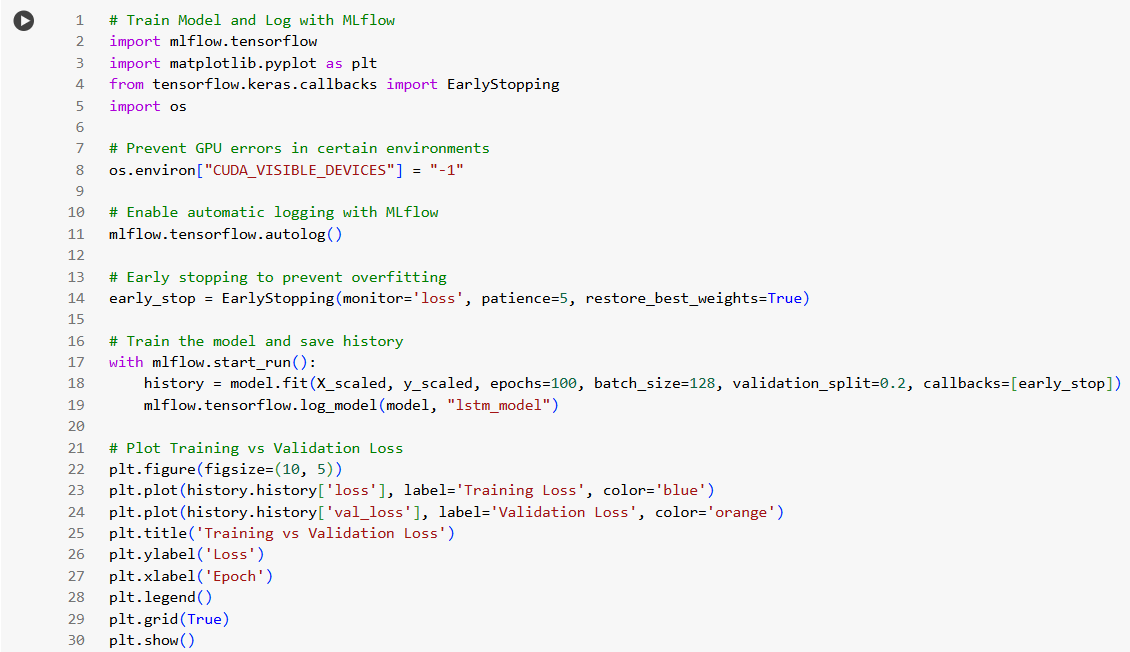 1 # Train Model and Log with MLflow
2 import mlflow.tensorflow
3 import matplotlib.pyplot as plt
4 from tensorflow.keras.callbacks import EarlyStopping
5 import os
6
7 # Prevent GPU errors in certain environments
8 os.environ["CUDA_VISIBLE_DEVICES"] = "-1"
9
10 # Enable automatic logging with MLflow
11 mlflow.tensorflow.autolog()
12
13 # Early stopping to prevent overfitting
14 early_stop = EarlyStopping(monitor='loss', patience=5, restore_best_weights=True)
15
16 # Train the model and save history
17 with mlflow.start_run():
18     history = model.fit(X_scaled, y_scaled, epochs=100, batch_size=128, validation_split=0.2, callbacks=[early_stop])
19     mlflow.tensorflow.log_model(model, "lstm_model")
20
21 # Plot Training vs Validation Loss
22 plt.figure(figsize=(10, 5))
23 plt.plot(history.history['loss'], label='Training Loss', color='blue')
24 plt.plot(history.history['val_loss'], label='Validation Loss', color='orange')
25 plt.title('Training vs Validation Loss')
26 plt.ylabel('Loss')
27 plt.xlabel('Epoch')
28 plt.legend()
29 plt.grid(True)
30 plt.show()